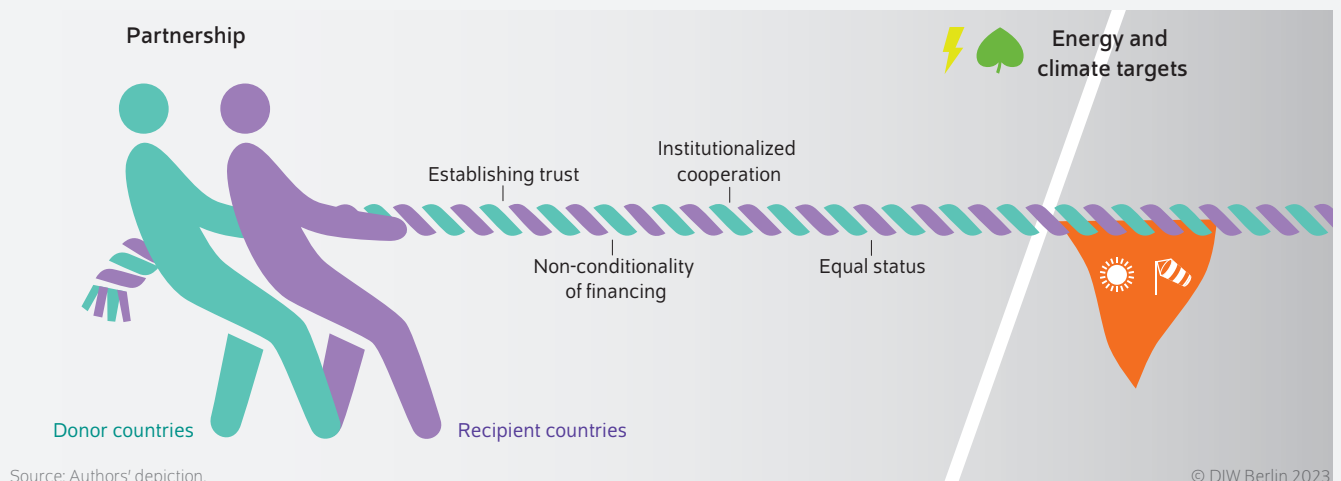 Partnership
Energy and
climate targets
Institutionalized
cooperation
Establishing trust
Non-conditionality
of financing
Equal status
Donor countries
Recipient countries
Source: Authors' depiction.
© DIW Berlin 2023